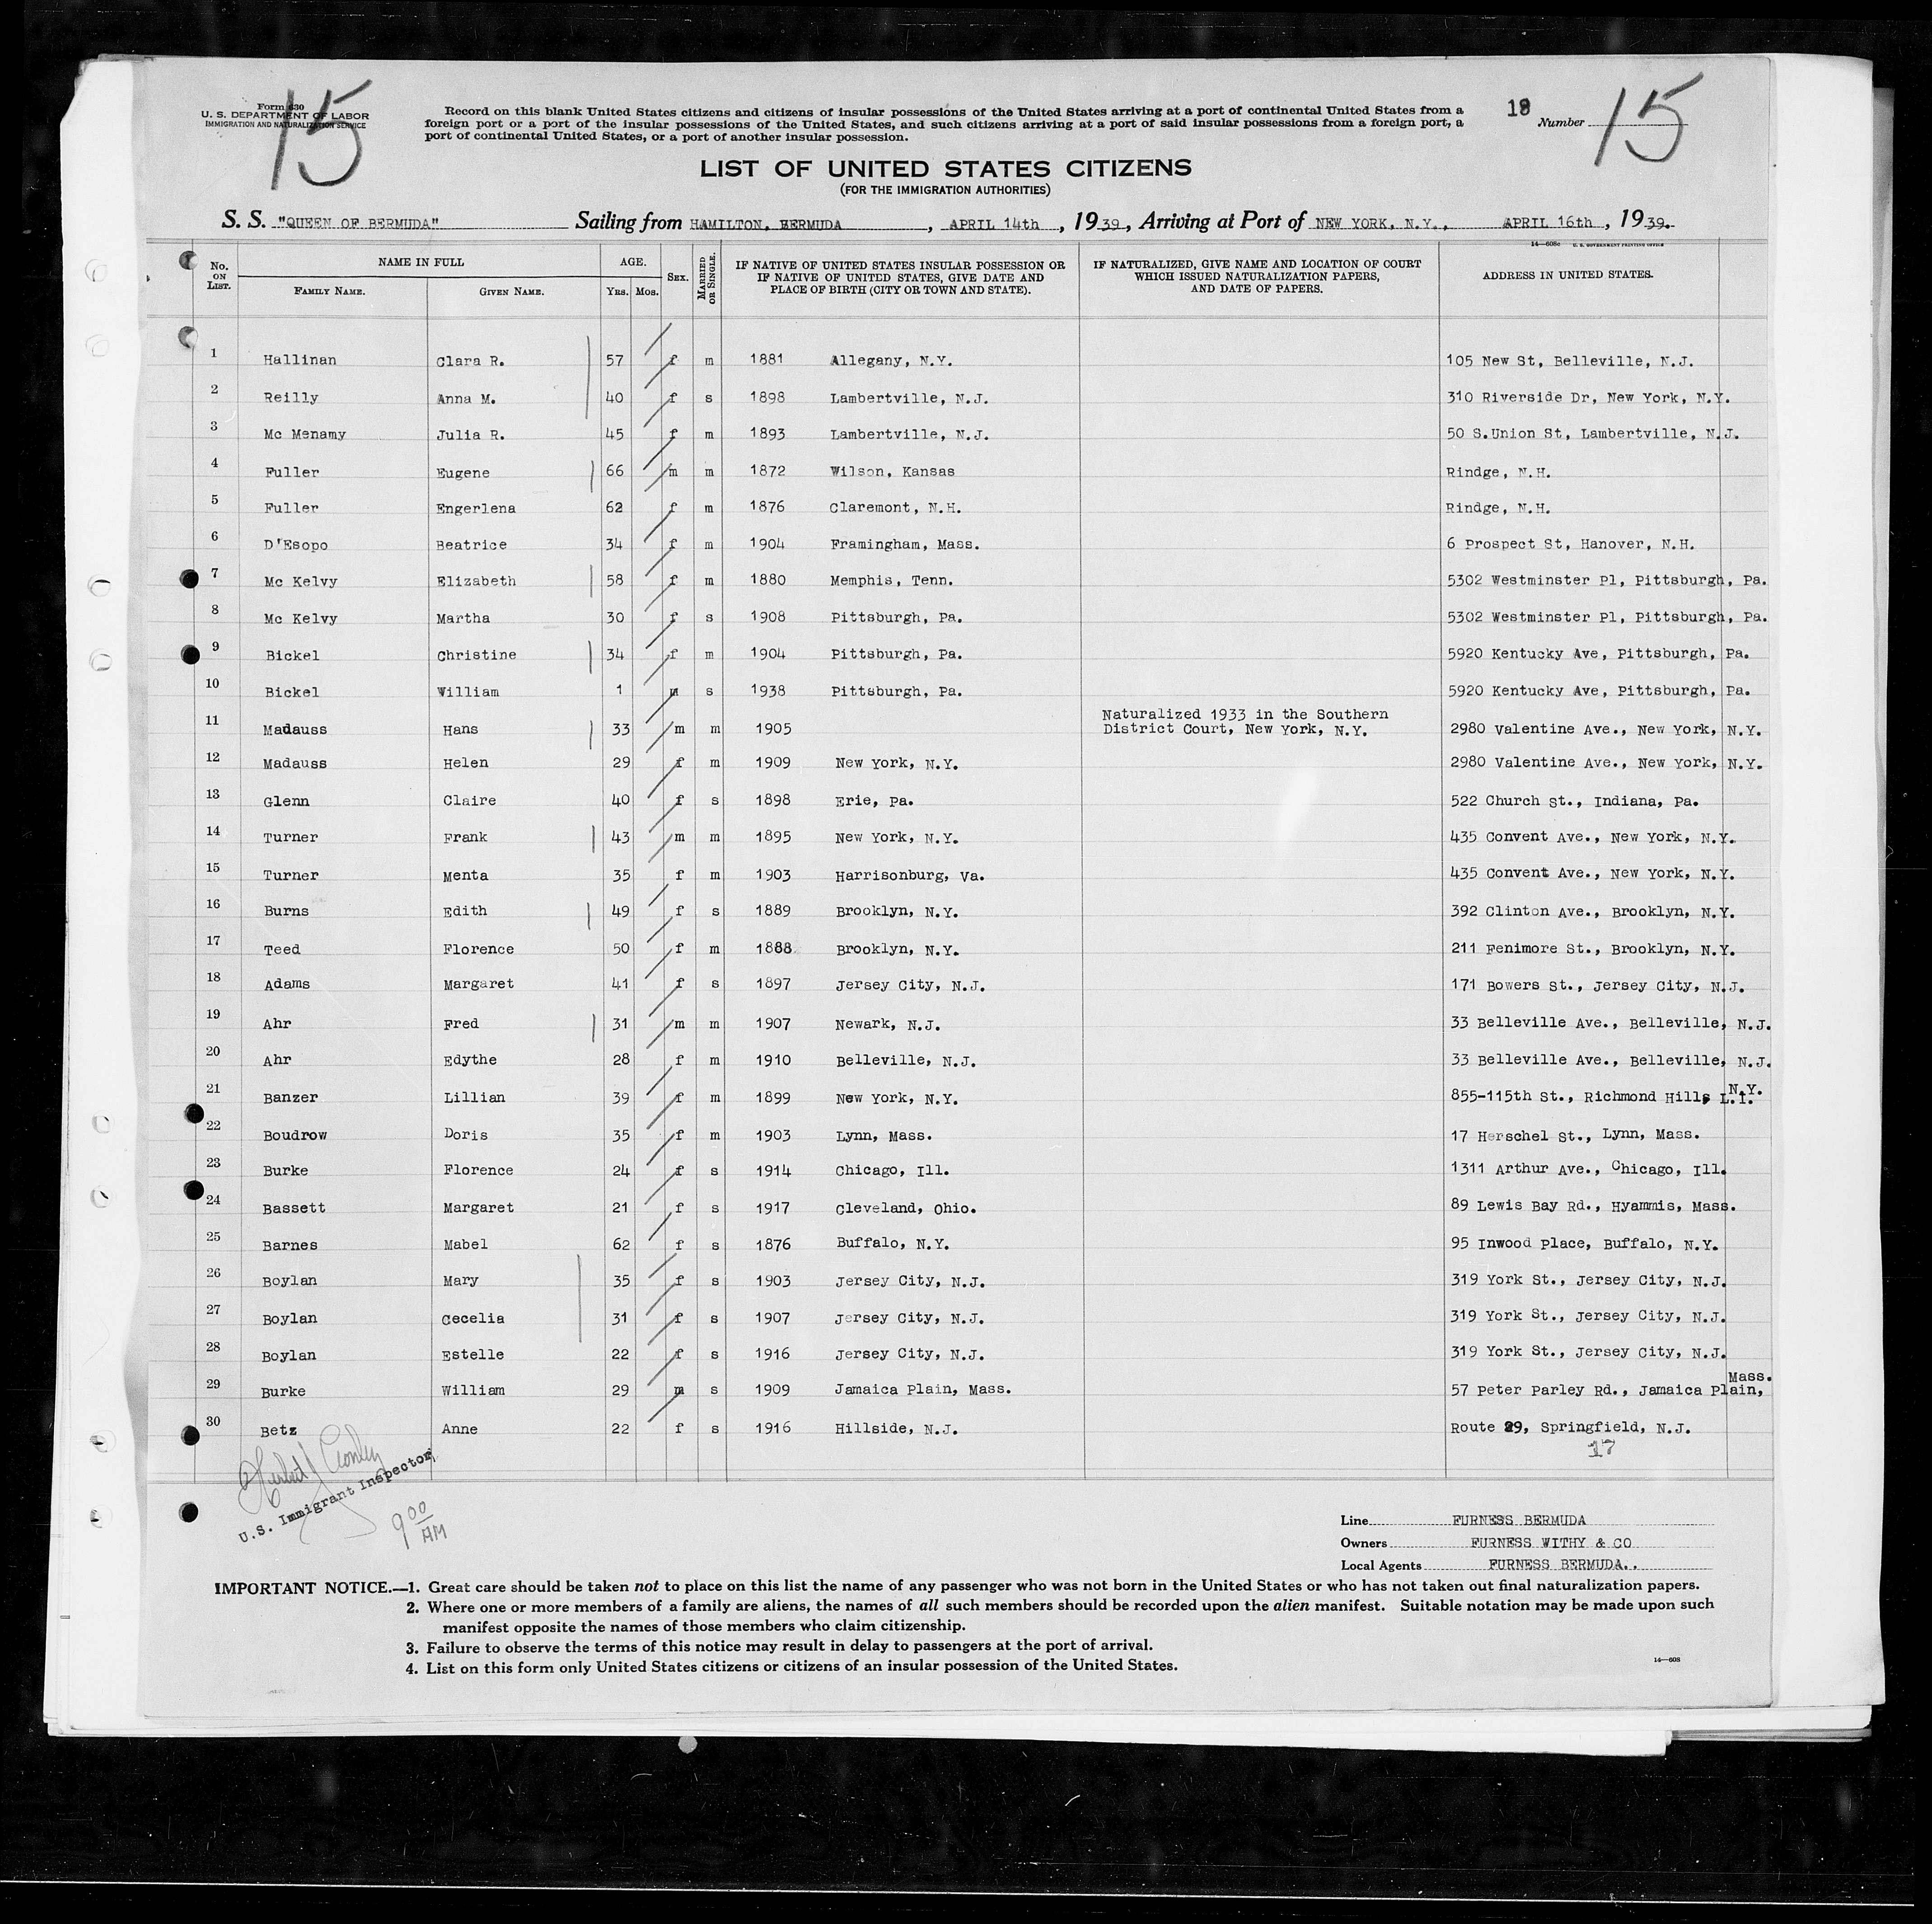 15
Form 630
U. S. DEPARTMENT OF LABOR
IMMIGRATION AND NATURALIZATION SERVICE
Record on this blank United States citizens and citizens of insular possessions of the United States arriving at a port of continental United States from a
foreign port or a port of the insular possessions of the United States, and such citizens arriving at a port of said insular possessions from a foreign port, a
port of continental United States, or a port of another insular possession.
Number 15
LIST OF UNITED STATES CITIZENS
(FOR THE IMMIGRATION AUTHORITIES)
S. S. "QUEEN OF BERMUDA" Sailing from HAMILTON, BERMUDA, APRIL 14th, 1939, Arriving at Port of NEW YORK, N.Y., APRIL 16th, 1939.
14—608c U. S. GOVERNMENT PRINTING OFFICE
No. ON LIST. NAME IN FULL FAMILY NAME. GIVEN NAME. AGE. YRS. MOS. SEX. MARRIED OR SINGLE. IF NATIVE OF UNITED STATES INSULAR POSSESSION OR IF NATIVE OF UNITED STATES, GIVE DATE AND PLACE OF BIRTH (CITY OR TOWN AND STATE). IF NATURALIZED, GIVE NAME AND LOCATION OF COURT WHICH ISSUED NATURALIZATION PAPERS, AND DATE OF PAPERS. ADDRESS IN UNITED STATES.
1 Hallinan Clara R. 57 f m 1881 Allegany, N.Y. 105 New St, Belleville, N.J.
2 Reilly Anna M. 40 f s 1898 Lambertville, N.J. 310 Riverside Dr, New York, N.Y.
3 Mc Menamy Julia R. 45 f m 1893 Lambertville, N.J. 50 S.Union St, Lambertville, N.J.
4 Fuller Eugene 66 m m 1872 Wilson, Kansas Rindge, N.H.
5 Fuller Engerlena 62 f m 1876 Claremont, N.H. Rindge, N.H.
6 D'Esopo Beatrice 34 f m 1904 Framingham, Mass. 6 Prospect St, Hanover, N.H.
7 Mc Kelvy Elizabeth 58 f m 1880 Memphis, Tenn. 5302 Westminster Pl, Pittsburgh, Pa.
8 Mc Kelvy Martha 30 f s 1908 Pittsburgh, Pa. 5302 Westminster Pl, Pittsburgh, Pa.
9 Bickel Christine 34 f m 1904 Pittsburgh, Pa. 5920 Kentucky Ave, Pittsburgh, Pa.
10 Bickel William 1 m s 1938 Pittsburgh, Pa. 5920 Kentucky Ave, Pittsburgh, Pa.
11 Madauss Hans 33 m m 1905 Naturalized 1933 in the Southern District Court, New York, N.Y. 2980 Valentine Ave., New York, N.Y.
12 Madauss Helen 29 f m 1909 New York, N.Y. 2980 Valentine Ave., New York, N.Y.
13 Glenn Claire 40 f s 1898 Erie, Pa. 522 Church St., Indiana, Pa.
14 Turner Frank 43 m m 1895 New York, N.Y. 435 Convent Ave., New York, N.Y.
15 Turner Menta 35 f m 1903 Harrisonburg, Va. 435 Convent Ave., New York, N.Y.
16 Burns Edith 49 f s 1889 Brooklyn, N.Y. 392 Clinton Ave., Brooklyn, N.Y.
17 Teed Florence 50 f m 1888 Brooklyn, N.Y. 211 Fenimore St., Brooklyn, N.Y.
18 Adams Margaret 41 f s 1897 Jersey City, N.J. 171 Bowers St., Jersey City, N.J.
19 Ahr Fred 31 m m 1907 Newark, N.J. 33 Belleville Ave., Belleville, N.J.
20 Ahr Edythe 28 f m 1910 Belleville, N.J. 33 Belleville Ave., Belleville, N.J.
21 Banzer Lillian 39 f m 1899 New York, N.Y. 855-115th St., Richmond Hill, L.I. N.Y.
22 Boudrow Doris 35 f m 1903 Lynn, Mass. 17 Herschel St., Lynn, Mass.
23 Burke Florence 24 f s 1914 Chicago, Ill. 1311 Arthur Ave., Chicago, Ill.
24 Bassett Margaret 21 f s 1917 Cleveland, Ohio. 89 Lewis Bay Rd., Hyammis, Mass.
25 Barnes Mabel 62 f s 1876 Buffalo, N.Y. 95 Inwood Place, Buffalo, N.Y.
26 Boylan Mary 35 f s 1903 Jersey City, N.J. 319 York St., Jersey City, N.J.
27 Boylan Cecelia 31 f s 1907 Jersey City, N.J. 319 York St., Jersey City, N.J.
28 Boylan Estelle 22 f s 1916 Jersey City, N.J. 319 York St., Jersey City, N.J.
29 Burke William 29 m s 1909 Jamaica Plain, Mass. 57 Peter Parley Rd., Jamaica Plain, Mass.
30 Betz Anne 22 f s 1916 Hillside, N.J. Route 29, Springfield, N.J.
17
U.S. Immigrant Inspector
9 00 AM
Line FURNESS BERMUDA
Owners FURNESS WITHY & CO
Local Agents FURNESS BERMUDA..
IMPORTANT NOTICE.—1. Great care should be taken not to place on this list the name of any passenger who was not born in the United States or who has not taken out final naturalization papers.
2. Where one or more members of a family are aliens, the names of all such members should be recorded upon the alien manifest. Suitable notation may be made upon such
manifest opposite the names of those members who claim citizenship.
3. Failure to observe the terms of this notice may result in delay to passengers at the port of arrival.
4. List on this form only United States citizens or citizens of an insular possession of the United States.
14—608